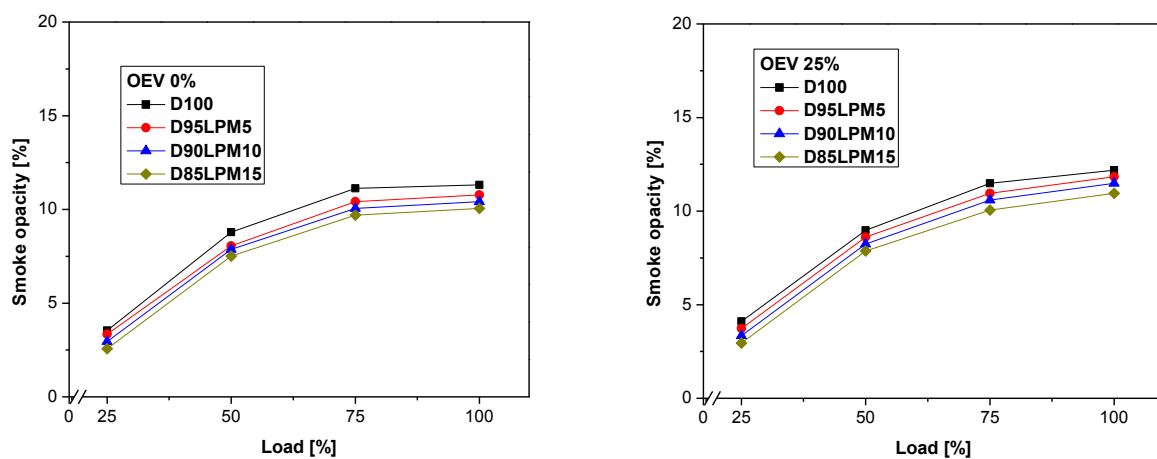 20
15
10
5
0
Smoke opacity [%]
OEV 0%
D100
D95LPM5
D90LPM10
D85LPM15
0 25 50 75 100
Load [%]
20
15
10
5
0
Smoke opacity [%]
OEV 25%
D100
D95LPM5
D90LPM10
D85LPM15
0 25 50 75 100
Load [%]